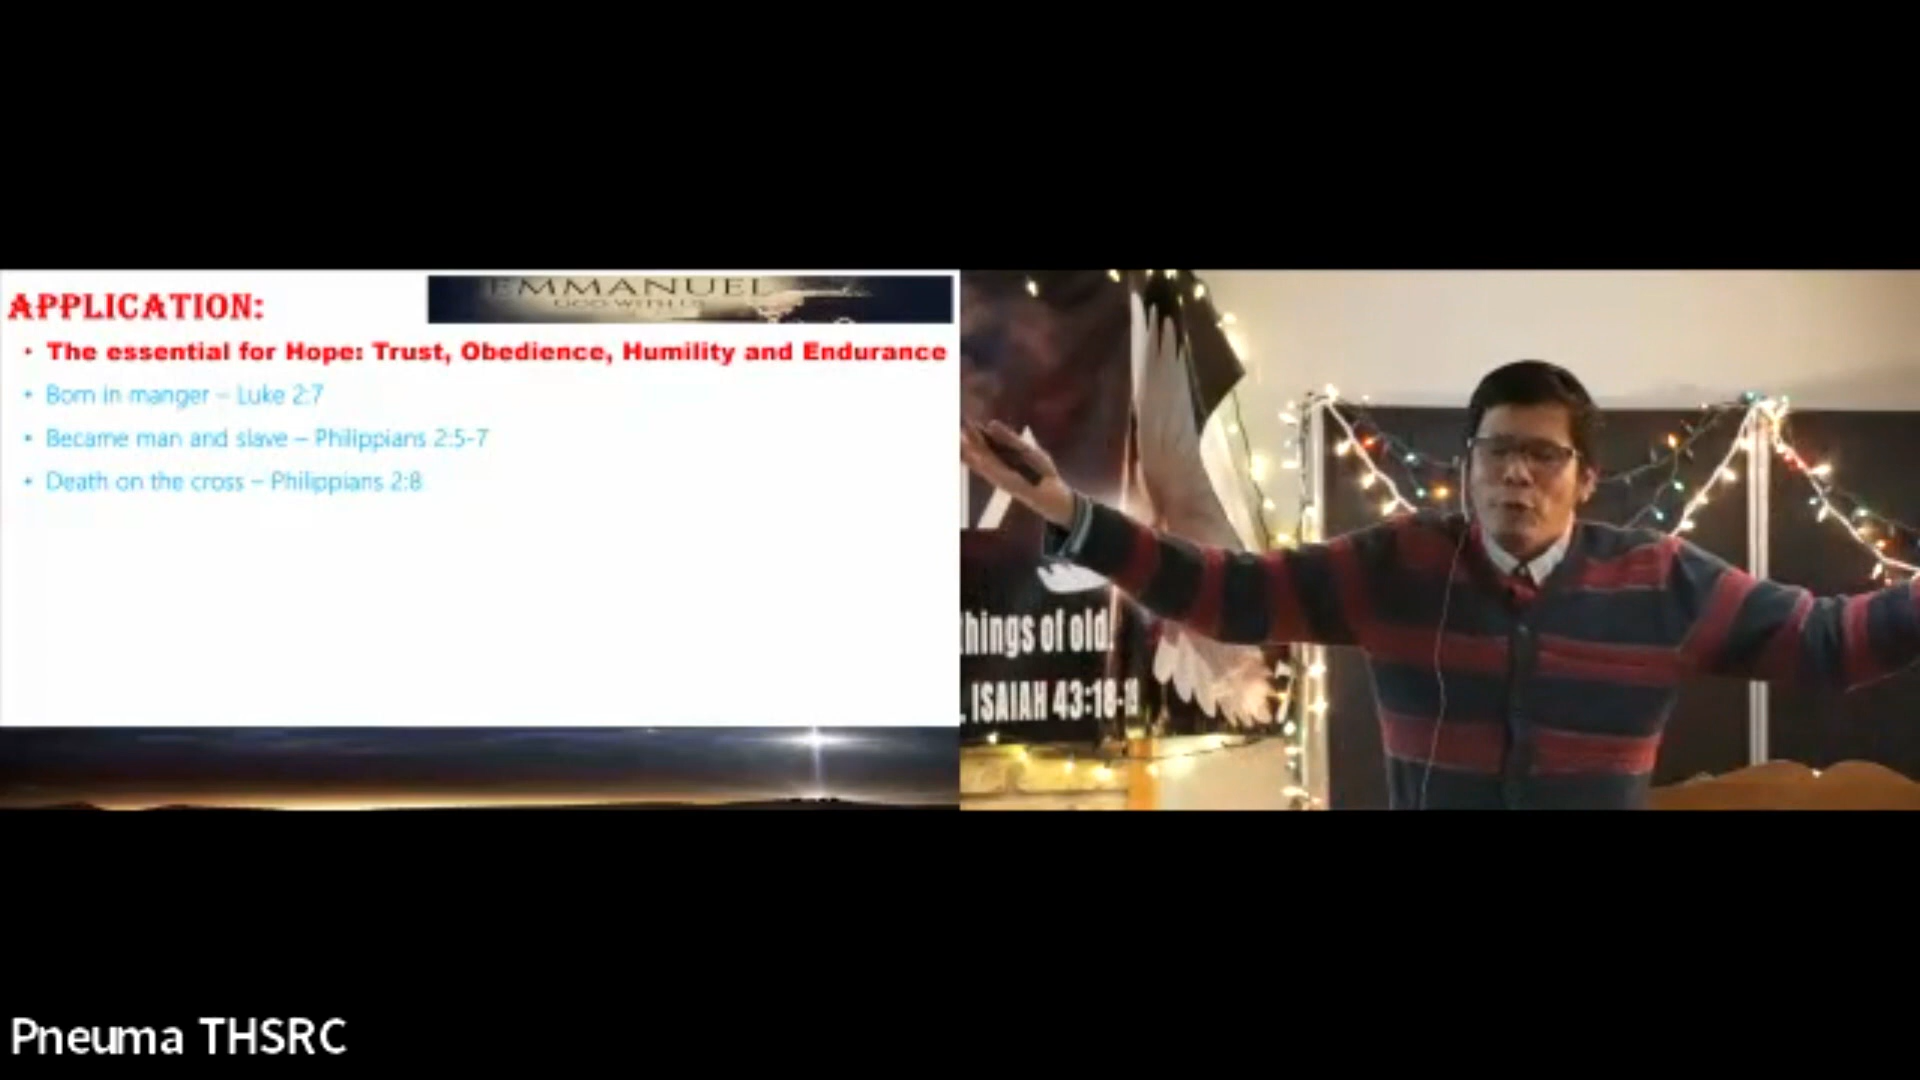 APPLICATION:
EMMANUEL
GOD WITH US
• The essential for Hope: Trust, Obedience, Humility and Endurance
• Born in manger – Luke 2:7
• Became man and slave – Philippians 2:5-7
• Death on the cross – Philippians 2:8
things of old.
ISAIAH 43:18-19
Pneuma THSRC